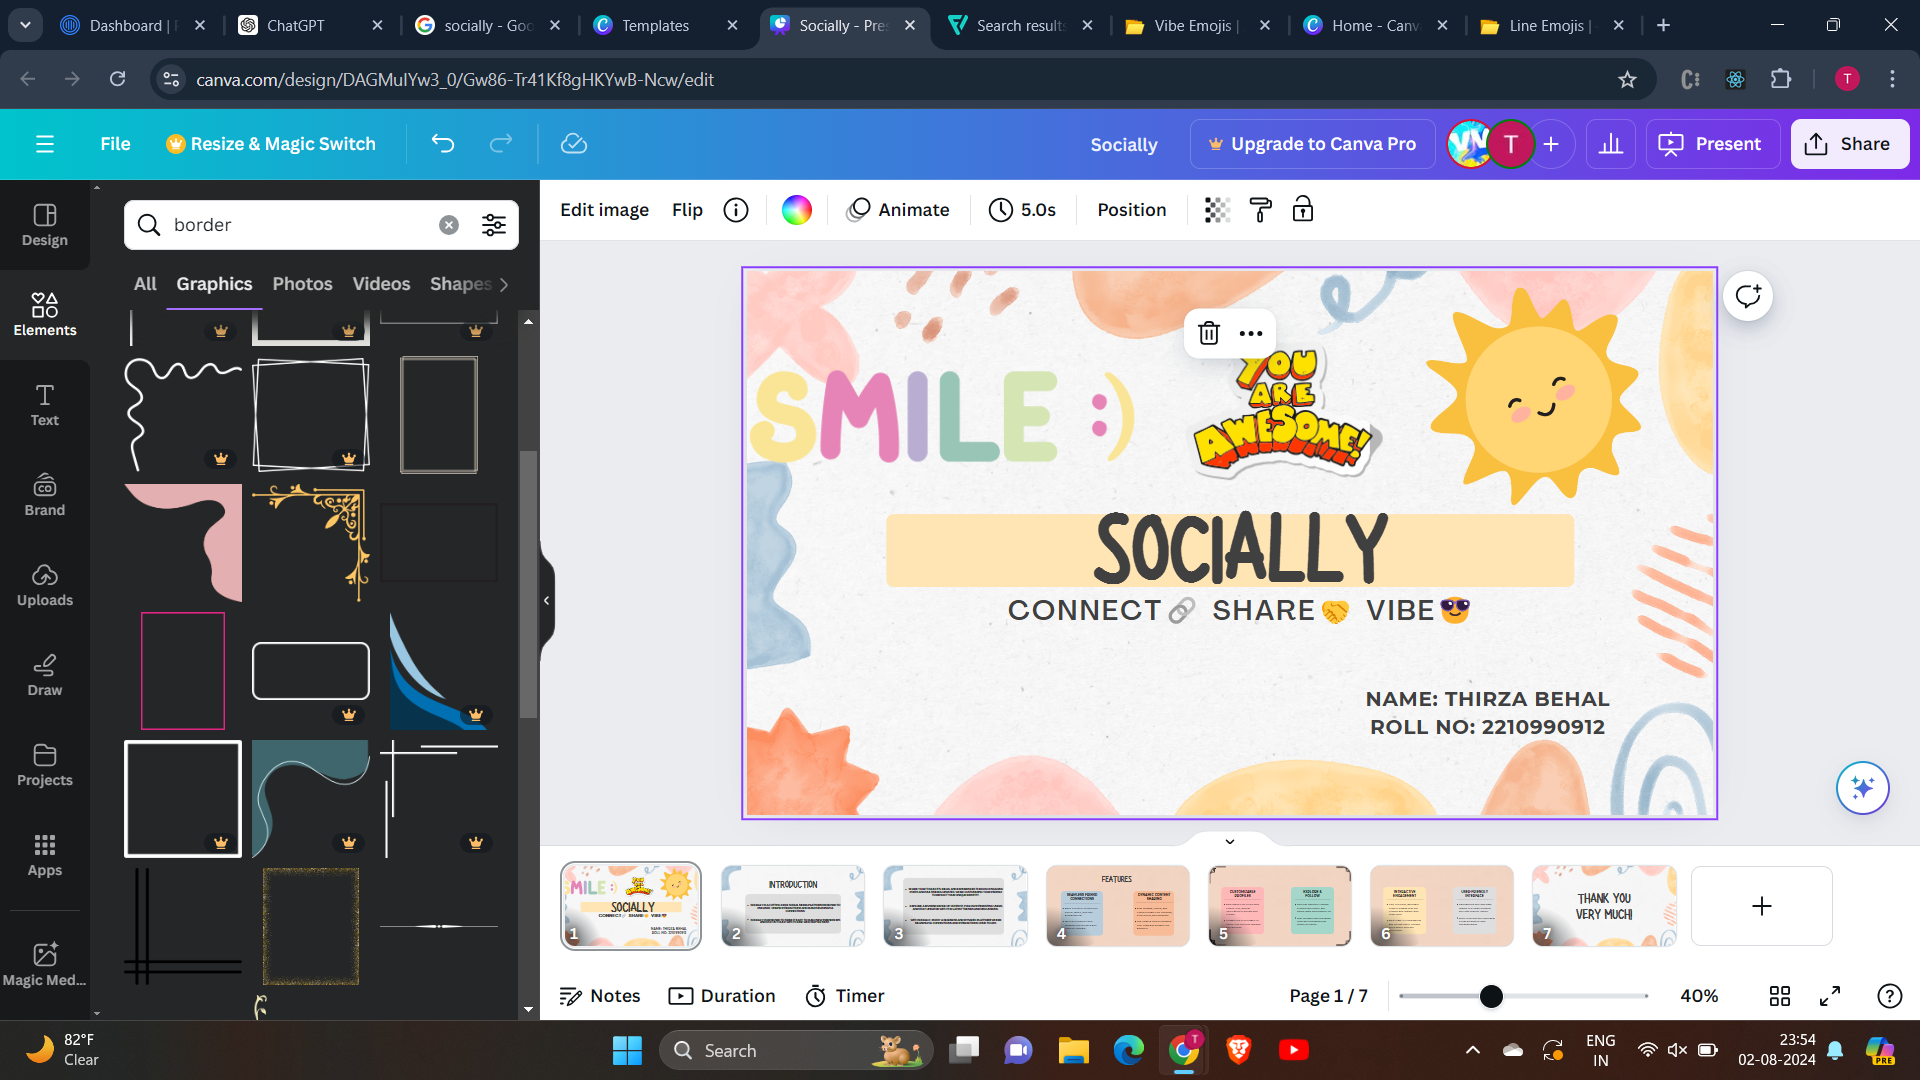 Dashboard |
ChatGPT
socially - Goo
Templates
Socially - Pres
Search results
Vibe Emojis |
Home - Canv
Line Emojis |
canva.com/design/DAGMuIYw3_0/Gw86-Tr41Kf8gHKYwB-Ncw/edit
T
File
Resize & Magic Switch
Socially
Upgrade to Canva Pro
T
Present
Share
Design
Elements
Text
Brand
Uploads
Draw
Projects
Apps
Magic Med...
border
All
Graphics
Photos
Videos
Shapes
Edit image
Flip
Animate
5.0s
Position
SMILE :)
YOU
ARE
AWESOME!
SOCIALLY
CONNECT🔗 SHARE🤝 VIBE😎
NAME: THIRZA BEHAL
ROLL NO: 2210990912
MILE :)
SOCIALLY
1
INTRODUCTION
2
3
FEATURES
4
5
6
THANK YOU
VERY MUCH!
7
Notes
Duration
Timer
Page 1 / 7
40%
82°F
Clear
Search
T
ENG
IN
23:54
02-08-2024
PRE